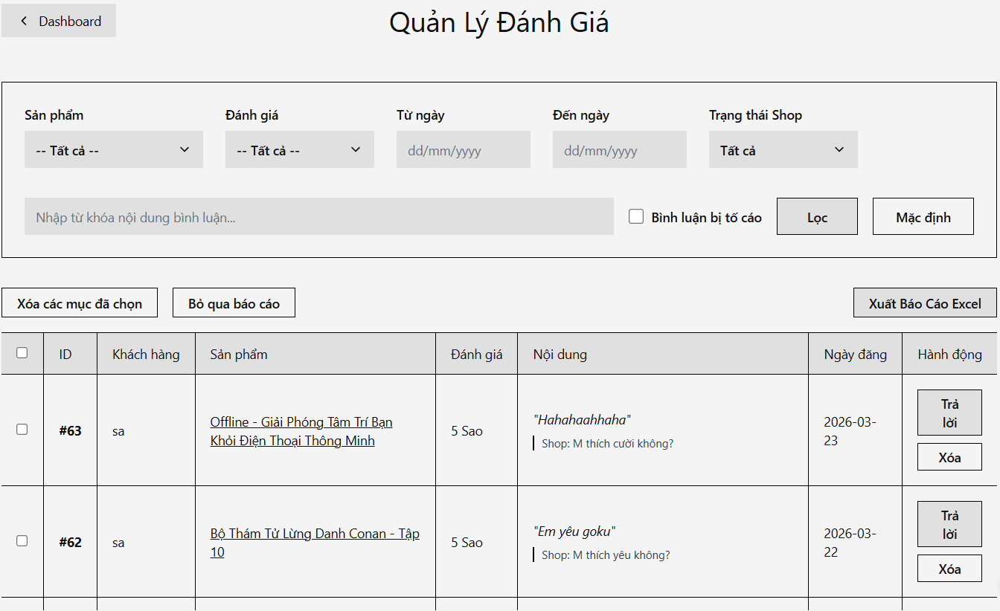 Dashboard
Quản Lý Đánh Giá
Sản phẩm
Đánh giá
Từ ngày
Đến ngày
Trạng thái Shop
-- Tất cả --
-- Tất cả --
dd/mm/yyyy
dd/mm/yyyy
Tất cả
Nhập từ khóa nội dung bình luận...
Bình luận bị tố cáo
Lọc
Mặc định
Xóa các mục đã chọn
Bỏ qua báo cáo
Xuất Báo Cáo Excel
ID
Khách hàng
Sản phẩm
Đánh giá
Nội dung
Ngày đăng
Hành động
#63
sa
Offline - Giải Phóng Tâm Trí Bạn
Khỏi Điện Thoại Thông Minh
5 Sao
"Hahahaahhaha"
Shop: M thích cười không?
2026-03-
23
Trả
lời
Xóa
#62
sa
Bộ Thám Tử Lừng Danh Conan - Tập
10
5 Sao
"Em yêu goku"
Shop: M thích yêu không?
2026-03-
22
Trả
lời
Xóa